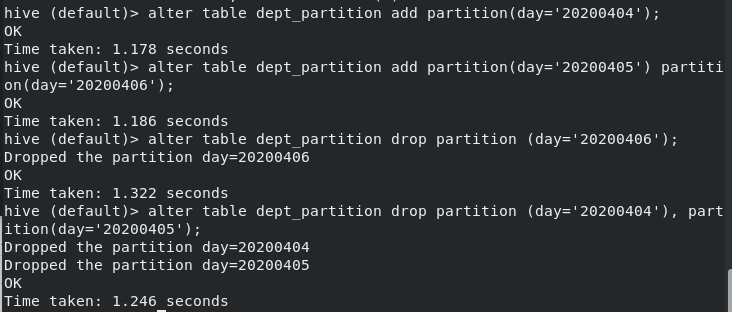 hive (default)> alter table dept_partition add partition(day='20200404');
OK
Time taken: 1.178 seconds
hive (default)> alter table dept_partition add partition(day='20200405') partiti
on(day='20200406');
OK
Time taken: 1.186 seconds
hive (default)> alter table dept_partition drop partition (day='20200406');
Dropped the partition day=20200406
OK
Time taken: 1.322 seconds
hive (default)> alter table dept_partition drop partition (day='20200404'), part
ition(day='20200405');
Dropped the partition day=20200404
Dropped the partition day=20200405
OK
Time taken: 1.246 seconds